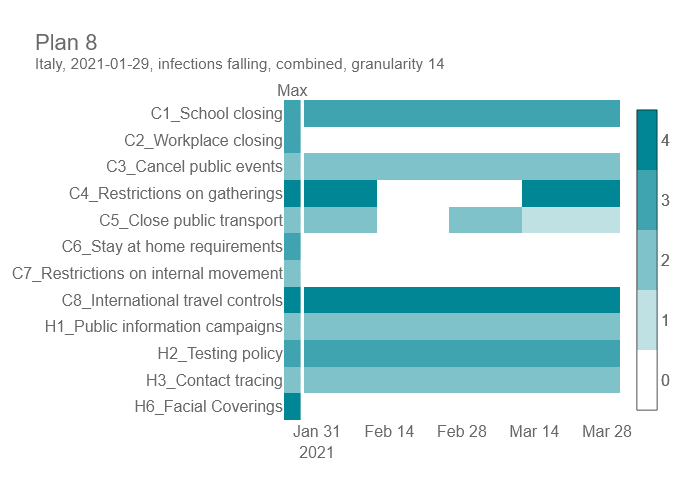 Plan 8
Italy, 2021-01-29, infections falling, combined, granularity 14
Max
C1_School closing
C2_Workplace closing
C3_Cancel public events
C4_Restrictions on gatherings
C5_Close public transport
C6_Stay at home requirements
C7_Restrictions on internal movement
C8_International travel controls
H1_Public information campaigns
H2_Testing policy
H3_Contact tracing
H6_Facial Coverings
4
3
2
1
0
Jan 31 Feb 14 Feb 28 Mar 14 Mar 28
2021